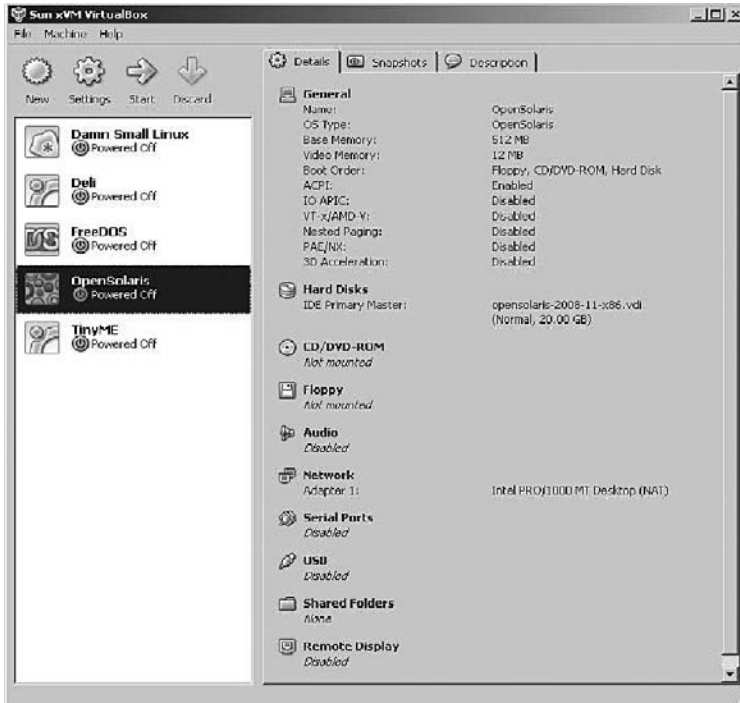 Sun xVM VirtualBox
File Machine Help
New Settings Start Discard
Damn Small Linux
Powered Off
Deli
Powered Off
FreeDOS
Powered Off
OpenSolaris
Powered Off
TinyME
Powered Off
Details Snapshots Description
General
Name: OpenSolaris
OS Type: OpenSolaris
Base Memory: 512 MB
Video Memory: 12 MB
Boot Order: Floppy, CD/DVD-ROM, Hard Disk
ACPI: Enabled
IO APIC: Disabled
VT-x/AMD-V: Disabled
Nested Paging: Disabled
PAE/NX: Disabled
3D Acceleration: Disabled
Hard Disks
IDE Primary Master: opensolaris-2008-11-x86.vdi
(Normal, 20.00 GB)
CD/DVD-ROM
Not mounted
Floppy
Not mounted
Audio
Disabled
Network
Adapter 1: Intel PRO/1000 MT Desktop (NAT)
Serial Ports
Disabled
USB
Disabled
Shared Folders
None
Remote Display
Disabled